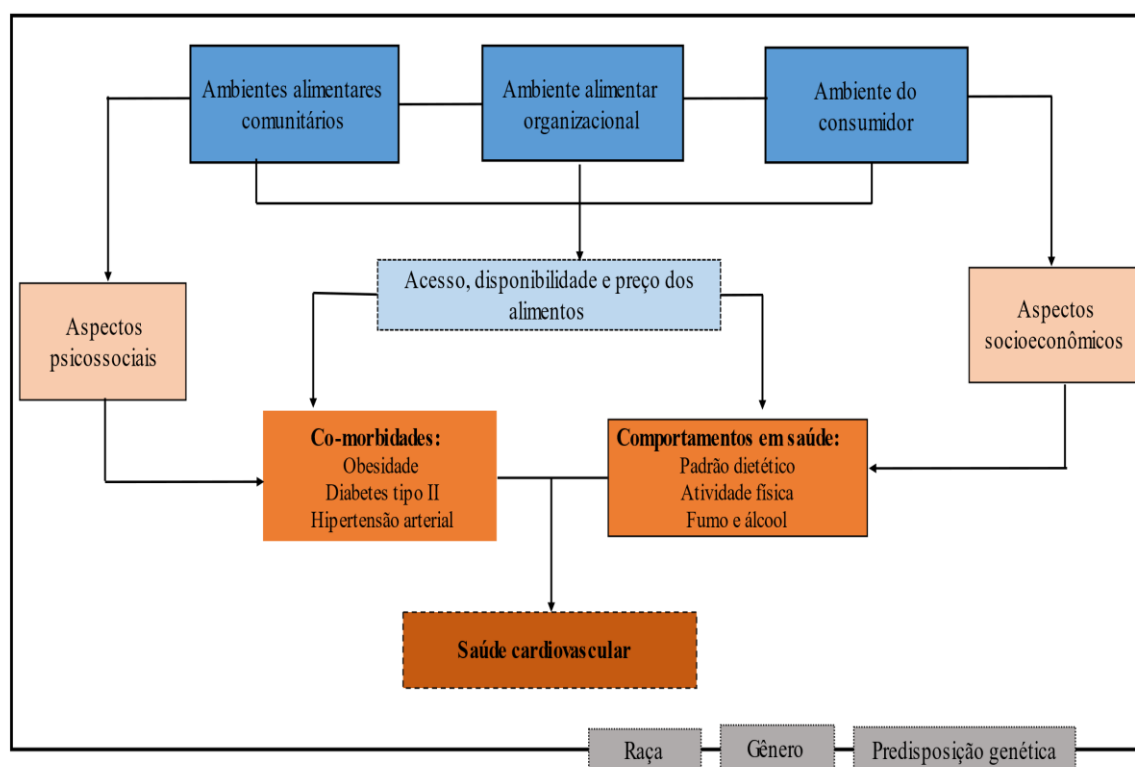 Ambientes alimentares
comunitários
Ambiente alimentar
organizacional
Ambiente do
consumidor
Acesso, disponibilidade e preço dos
alimentos
Aspectos
psicossociais
Aspectos
socioeconômicos
Co-morbidades:
Obesidade
Diabetes tipo II
Hipertensão arterial
Comportamentos em saúde:
Padrão dietético
Atividade física
Fumo e álcool
Saúde cardiovascular
Raça
Gênero
Predisposição genética